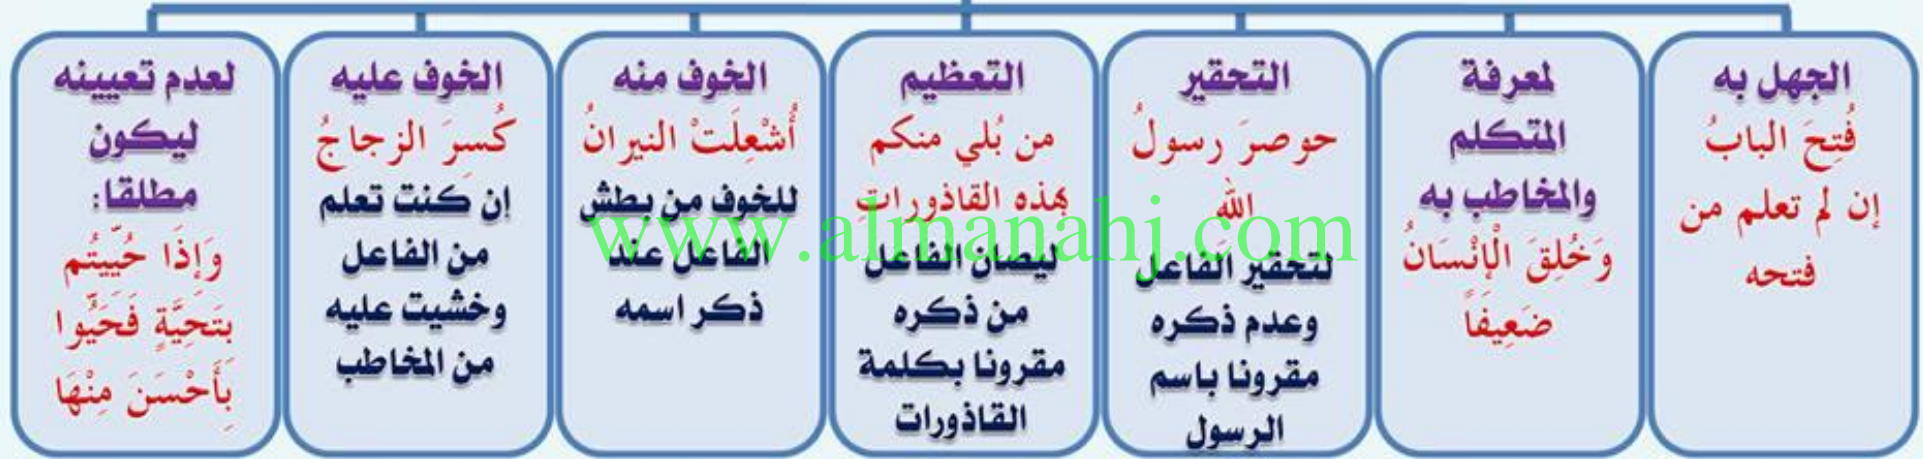 الجهل به
فُتِحَ البابُ
إن لم تعلم من
فتحه
لمعرفة
المتكلم
والمخاطب به
وَخُلِقَ الْإِنْسَانُ
ضَعِيفَاً
التحقير
حوصرَ رسولُ
الله
لتحقير الفاعل
وعدم ذكره
مقرونا باسم
الرسول
التعظيم
من بُلي منكم
بهذه القاذوراتِ
ليصان الفاعل
من ذكره
مقرونا بكلمة
القاذورات
الخوف منه
أُشْعِلَتْ النيرانُ
للخوف من بطش
الفاعل عند
ذكر اسمه
الخوف عليه
كُسِرَ الزجاجُ
إن كنت تعلم
من الفاعل
وخشيت عليه
من المخاطب
لعدم تعيينه
ليكون
مطلقا:
وَإِذَا حُيِّيتُم
بِتَحِيَّةٍ فَحَيُّوا
بِأَحْسَنَ مِنْهَا
www.almanahj.com